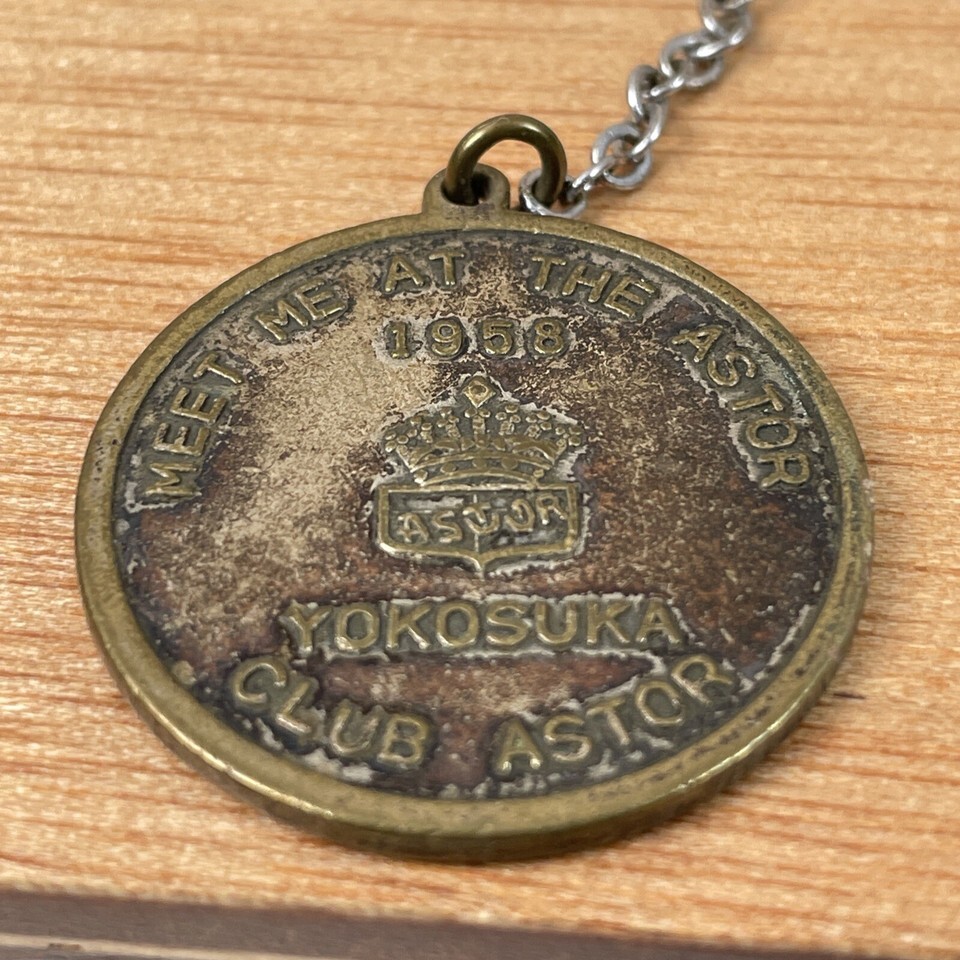 MEET ME AT THE ASTOR
1958
ASTOR
YOKOSUKA
CLUB ASTOR